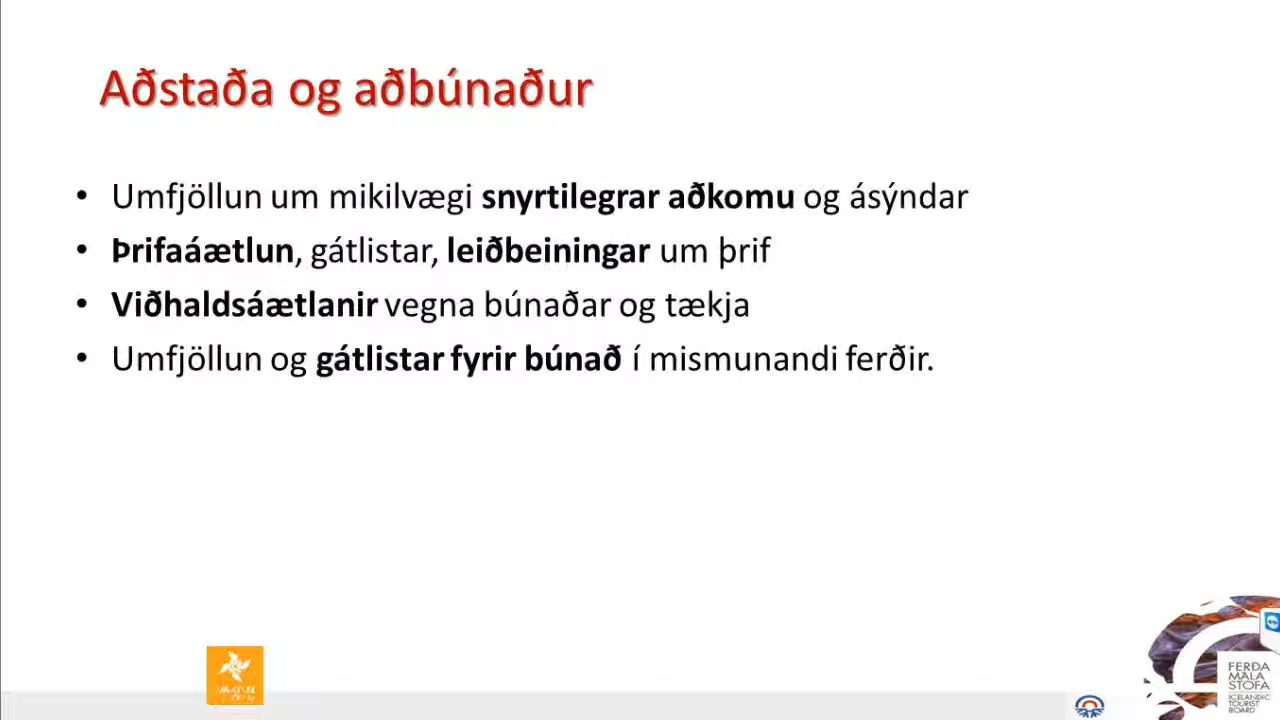 Aðstaða og aðbúnaður
• Umfjöllun um mikilvægi snyrtilegrar aðkomu og ásýndar
• Þrifaáætlun, gátlistar, leiðbeiningar um þrif
• Viðhaldsáætlanir vegna búnaðar og tækja
• Umfjöllun og gátlistar fyrir búnað í mismunandi ferðir.
FERÐA
MÁLA
STOFA
ICELANDIC
TOURIST
BOARD